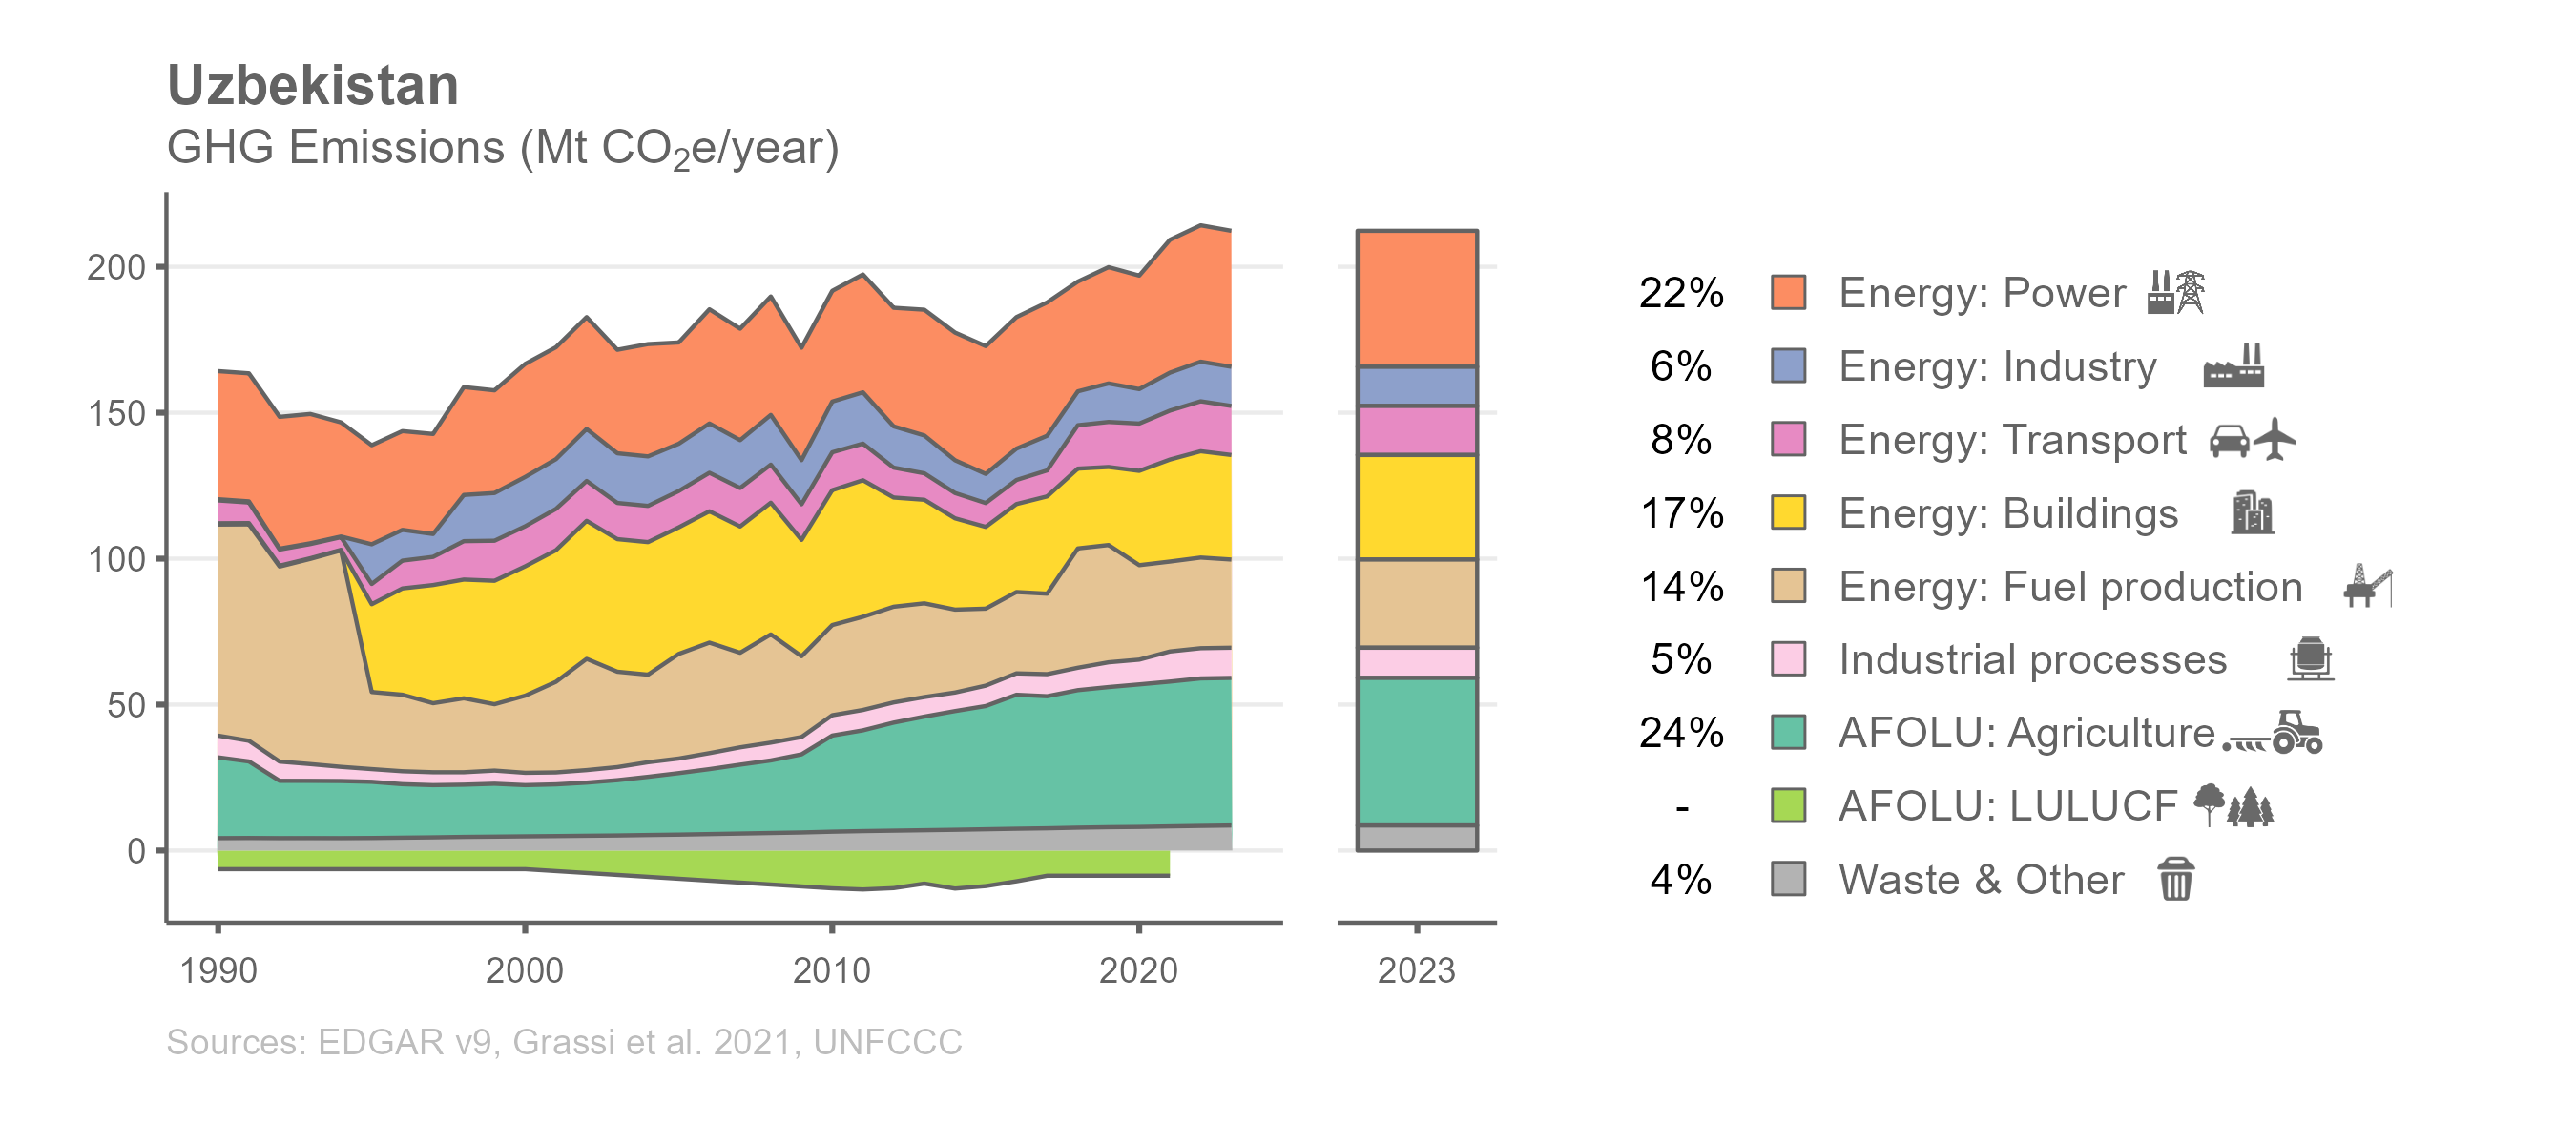 Uzbekistan
GHG Emissions (Mt CO₂e/year)
200
150
100
50
0
1990 2000 2010 2020 2023
22% Energy: Power
6% Energy: Industry
8% Energy: Transport
17% Energy: Buildings
14% Energy: Fuel production
5% Industrial processes
24% AFOLU: Agriculture
- AFOLU: LULUCF
4% Waste & Other
Sources: EDGAR v9, Grassi et al. 2021, UNFCCC